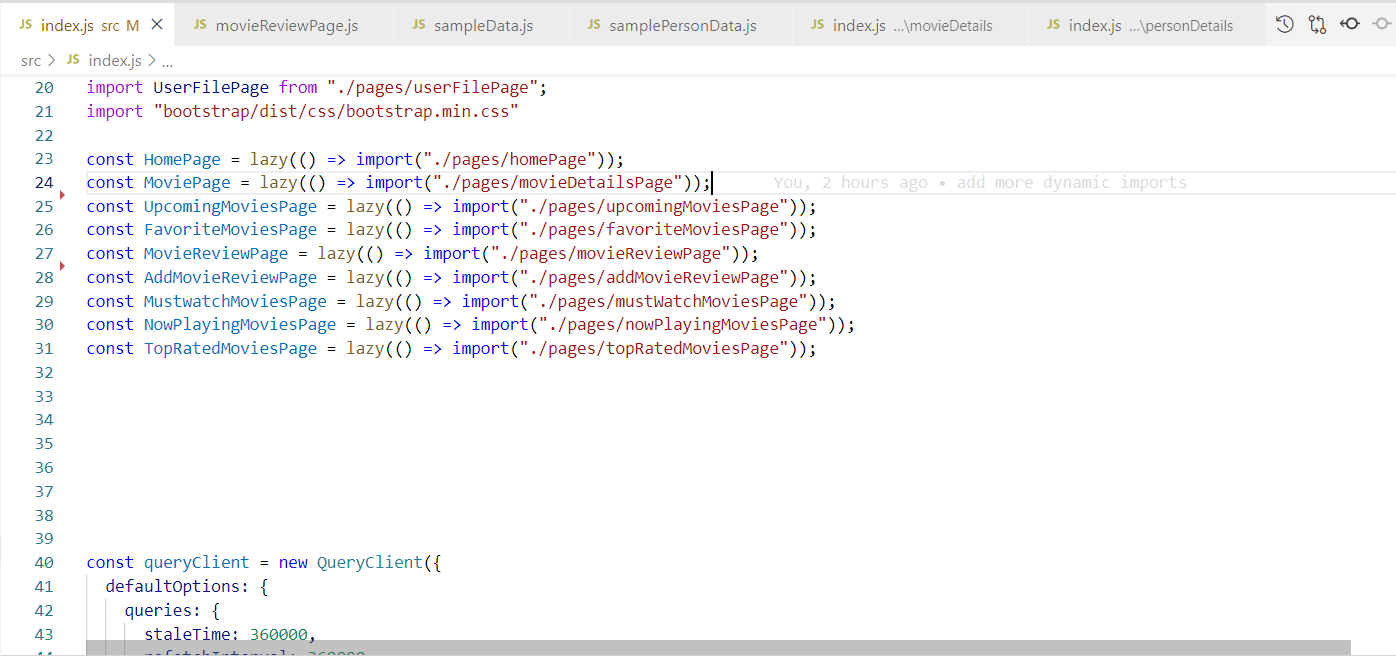 JS index.js src M × JS movieReviewPage.js JS sampleData.js JS samplePersonData.js JS index.js ...\movieDetails JS index.js ...\personDetails
src > JS index.js > ...
20 import UserFilePage from "./pages/userFilePage";
21 import "bootstrap/dist/css/bootstrap.min.css"
22
23 const HomePage = lazy(() => import("./pages/homePage"));
24 const MoviePage = lazy(() => import("./pages/movieDetailsPage")); You, 2 hours ago • add more dynamic imports
25 const UpcomingMoviesPage = lazy(() => import("./pages/upcomingMoviesPage"));
26 const FavoriteMoviesPage = lazy(() => import("./pages/favoriteMoviesPage"));
27 const MovieReviewPage = lazy(() => import("./pages/movieReviewPage"));
28 const AddMovieReviewPage = lazy(() => import("./pages/addMovieReviewPage"));
29 const MustwatchMoviesPage = lazy(() => import("./pages/mustWatchMoviesPage"));
30 const NowPlayingMoviesPage = lazy(() => import("./pages/nowPlayingMoviesPage"));
31 const TopRatedMoviesPage = lazy(() => import("./pages/topRatedMoviesPage"));
32
33
34
35
36
37
38
39
40 const queryClient = new QueryClient({
41 defaultOptions: {
42 queries: {
43 staleTime: 360000,